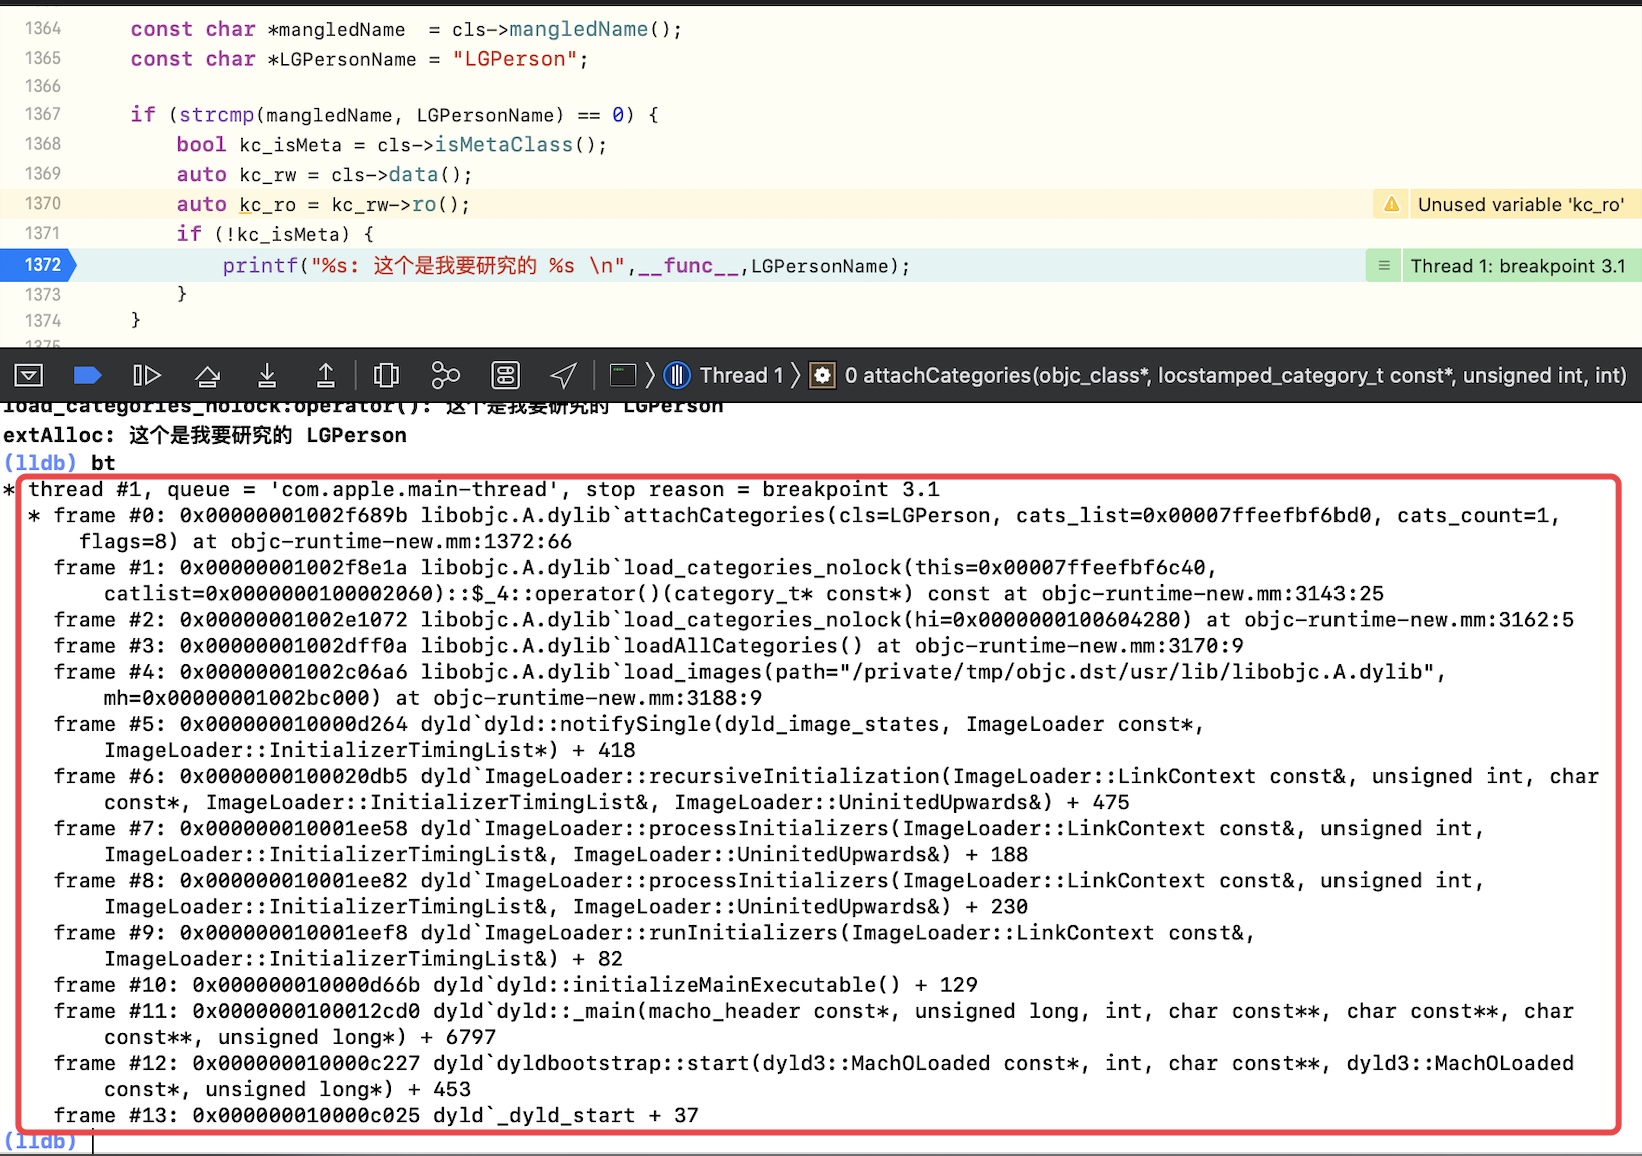 1364 const char *mangledName  = cls->mangledName();
1365 const char *LGPersonName = "LGPerson";
1366
1367 if (strcmp(mangledName, LGPersonName) == 0) {
1368 bool kc_isMeta = cls->isMetaClass();
1369 auto kc_rw = cls->data();
1370 auto kc_ro = kc_rw->ro(); Unused variable 'kc_ro'
1371 if (!kc_isMeta) {
1372 printf("%s: 这个是我要研究的 %s \n",__func__,LGPersonName); Thread 1: breakpoint 3.1
1373 }
1374 }
1375
Thread 1 0 attachCategories(objc_class*, locstamped_category_t const*, unsigned int, int)
load_categories_nolock:operator(): 这个是我要研究的 LGPerson
extAlloc: 这个是我要研究的 LGPerson
(lldb) bt
* thread #1, queue = 'com.apple.main-thread', stop reason = breakpoint 3.1
* frame #0: 0x00000001002f689b libobjc.A.dylib`attachCategories(cls=LGPerson, cats_list=0x00007ffeefbf6bd0, cats_count=1,
flags=8) at objc-runtime-new.mm:1372:66
frame #1: 0x00000001002f8e1a libobjc.A.dylib`load_categories_nolock(this=0x00007ffeefbf6c40,
catlist=0x0000000100002060)::$_4::operator()(category_t* const*) const at objc-runtime-new.mm:3143:25
frame #2: 0x00000001002e1072 libobjc.A.dylib`load_categories_nolock(hi=0x0000000100604280) at objc-runtime-new.mm:3162:5
frame #3: 0x00000001002dff0a libobjc.A.dylib`loadAllCategories() at objc-runtime-new.mm:3170:9
frame #4: 0x00000001002c06a6 libobjc.A.dylib`load_images(path="/private/tmp/objc.dst/usr/lib/libobjc.A.dylib",
mh=0x00000001002bc000) at objc-runtime-new.mm:3188:9
frame #5: 0x000000010000d264 dyld`dyld::notifySingle(dyld_image_states, ImageLoader const*,
ImageLoader::InitializerTimingList*) + 418
frame #6: 0x0000000100020db5 dyld`ImageLoader::recursiveInitialization(ImageLoader::LinkContext const&, unsigned int, char
const*, ImageLoader::InitializerTimingList&, ImageLoader::UninitedUpwards&) + 475
frame #7: 0x000000010001ee58 dyld`ImageLoader::processInitializers(ImageLoader::LinkContext const&, unsigned int,
ImageLoader::InitializerTimingList&, ImageLoader::UninitedUpwards&) + 188
frame #8: 0x000000010001ee82 dyld`ImageLoader::processInitializers(ImageLoader::LinkContext const&, unsigned int,
ImageLoader::InitializerTimingList&, ImageLoader::UninitedUpwards&) + 230
frame #9: 0x000000010001eef8 dyld`ImageLoader::runInitializers(ImageLoader::LinkContext const&,
ImageLoader::InitializerTimingList&) + 82
frame #10: 0x000000010000d66b dyld`dyld::initializeMainExecutable() + 129
frame #11: 0x0000000100012cd0 dyld`dyld::_main(macho_header const*, unsigned long, int, char const**, char const**, char
const**, unsigned long*) + 6797
frame #12: 0x000000010000c227 dyld`dyldbootstrap::start(dyld3::MachOLoaded const*, int, char const**, dyld3::MachOLoaded
const*, unsigned long*) + 453
frame #13: 0x000000010000c025 dyld`_dyld_start + 37
(lldb)